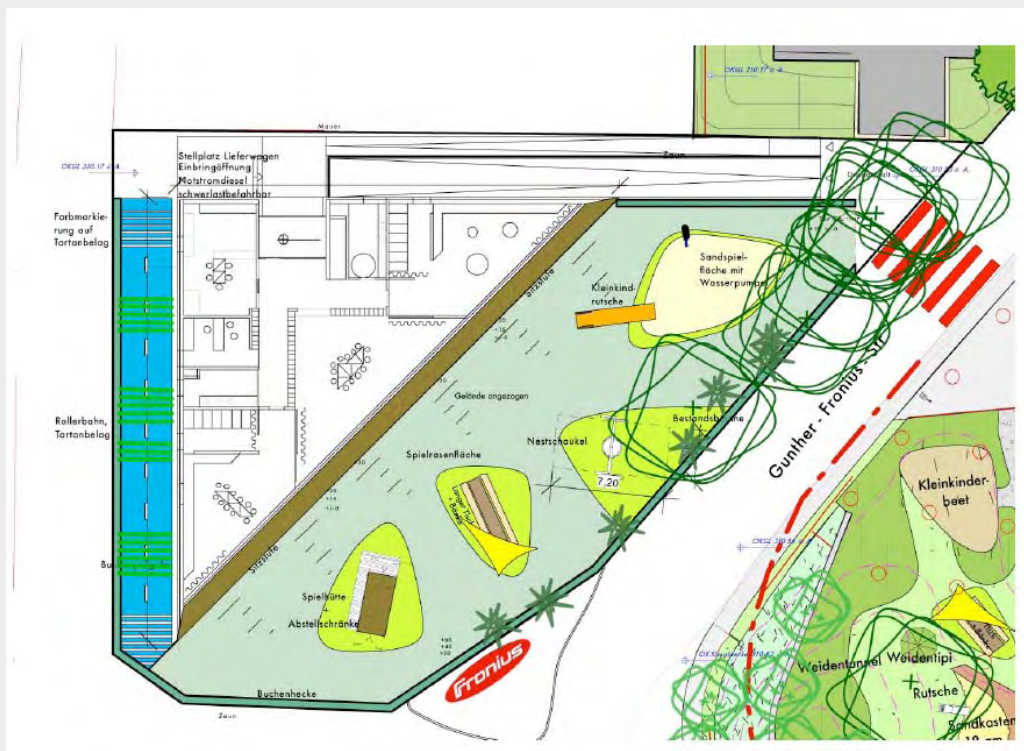 Mauer
Zaun
Stellplatz Lieferwagen
Einbringöffnung
Notstromdiesel
schwerlastbefahrbar
Farbmarkie-
rung auf
Tartanbelag
Rollerbahn,
Tartanbelag
Sitzstufe
Sandspiel-
fläche mit
Wasserpumpe
Kleinkind-
rutsche
Gelände angezogen
Nestschaukel
7,20
Spielrasenfläche
Langer Tisch
Spielhütte
+
Abstellschränke
Sitzstufe
Buchenhecke
Zaun
Fronius
Gunther - Fronius - Str
Kleinkinder-
beet
Weidentunnel
Weidentipi
Rutsche
Sandkasten